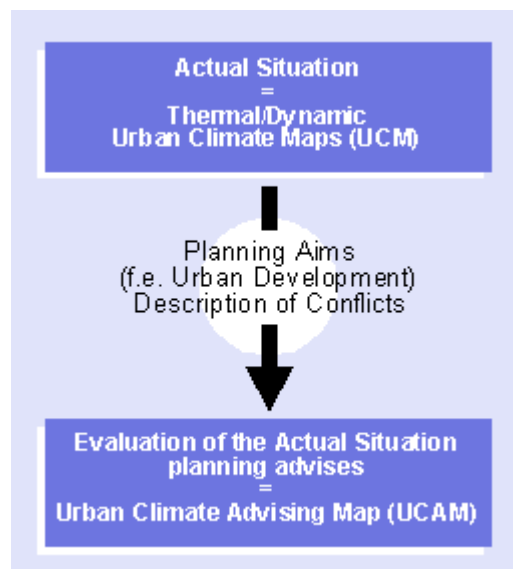 Actual Situation
=
Thermal/Dynamic
Urban Climate Maps (UCM)
Planning Aims
(f.e. Urban Development)
Description of Conflicts
Evaluation of the Actual Situation
planning advises
=
Urban Climate Advising Map (UCAM)